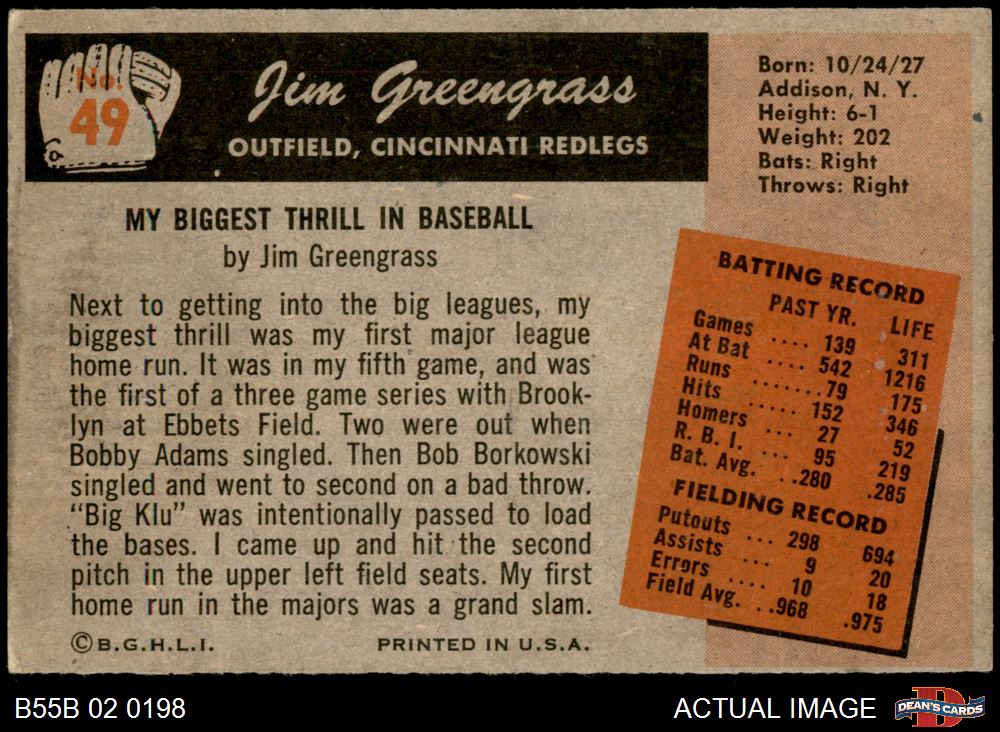 No.
49
Jim Greengrass
OUTFIELD, CINCINNATI REDLEGS
Born: 10/24/27
Addison, N. Y.
Height: 6-1
Weight: 202
Bats: Right
Throws: Right
MY BIGGEST THRILL IN BASEBALL
by Jim Greengrass
Next to getting into the big leagues, my
biggest thrill was my first major league
home run. It was in my fifth game, and was
the first of a three game series with Brook-
lyn at Ebbets Field. Two were out when
Bobby Adams singled. Then Bob Borkowski
singled and went to second on a bad throw.
"Big Klu" was intentionally passed to load
the bases. I came up and hit the second
pitch in the upper left field seats. My first
home run in the majors was a grand slam.
©B.G.H.L.I. PRINTED IN U.S.A.
BATTING RECORD
PAST YR. LIFE
Games .... 139 311
At Bat .... 542 1216
Runs ...... 79 175
Hits ..... 152 346
Homers ... 27 52
R. B. I. ... 95 219
Bat. Avg. ..280 .285
FIELDING RECORD
Putouts ... 298 694
Assists ... 9 20
Errors .... 10 18
Field Avg. ..968 .975
B55B 02 0198 ACTUAL IMAGE
DEAN'S CARDS